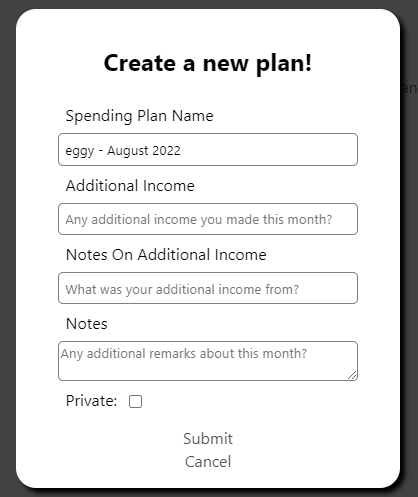 Create a new plan!
Spending Plan Name
eggy - August 2022
Additional Income
Any additional income you made this month?
Notes On Additional Income
What was your additional income from?
Notes
Any additional remarks about this month?
Private:
Submit
Cancel